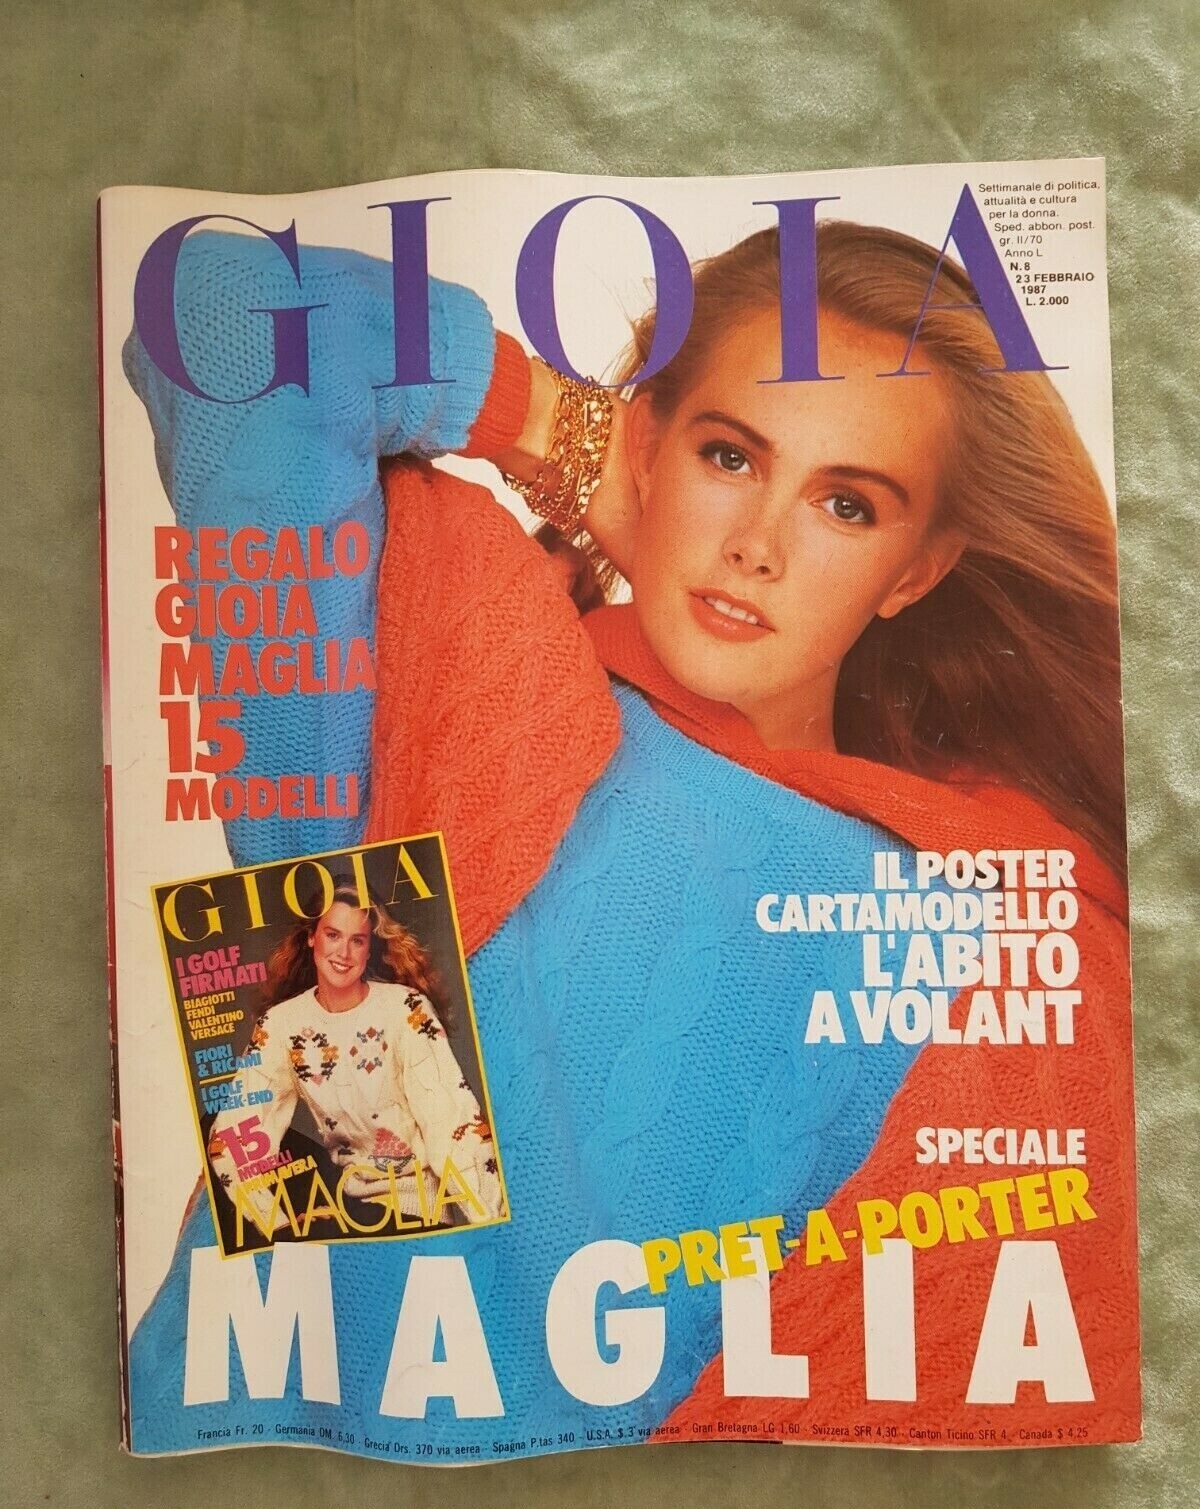 GIOIA
Settimanale di politica,
attualità e cultura
per la donna.
Sped. abbon. post.
gr. II/70
Anno L
N. 8
23 FEBBRAIO
1987
L. 2.000
REGALO
GIOIA
MAGLIA
15
MODELLI
GIOIA
I GOLF
FIRMATI
BIAGIOTTI
FENDI
VALENTINO
VERSACE
FIORI
& RICAMI
I GOLF
WEEK-END
15
MODELLI
PRIMAVERA
MAGLIA
IL POSTER
CARTAMODELLO
L'ABITO
A VOLANT
SPECIALE
PRET-A-PORTER
MAGLIA
Francia Fr. 20 - Germania DM. 6,30 - Grecia Drs. 370 via aerea - Spagna P.tas 340 - U.S.A. $ 3 via aerea - Gran Bretagna LG 1,60 - Svizzera SFR 4,30 - Canton Ticino SFR 4 - Canada $ 4,25